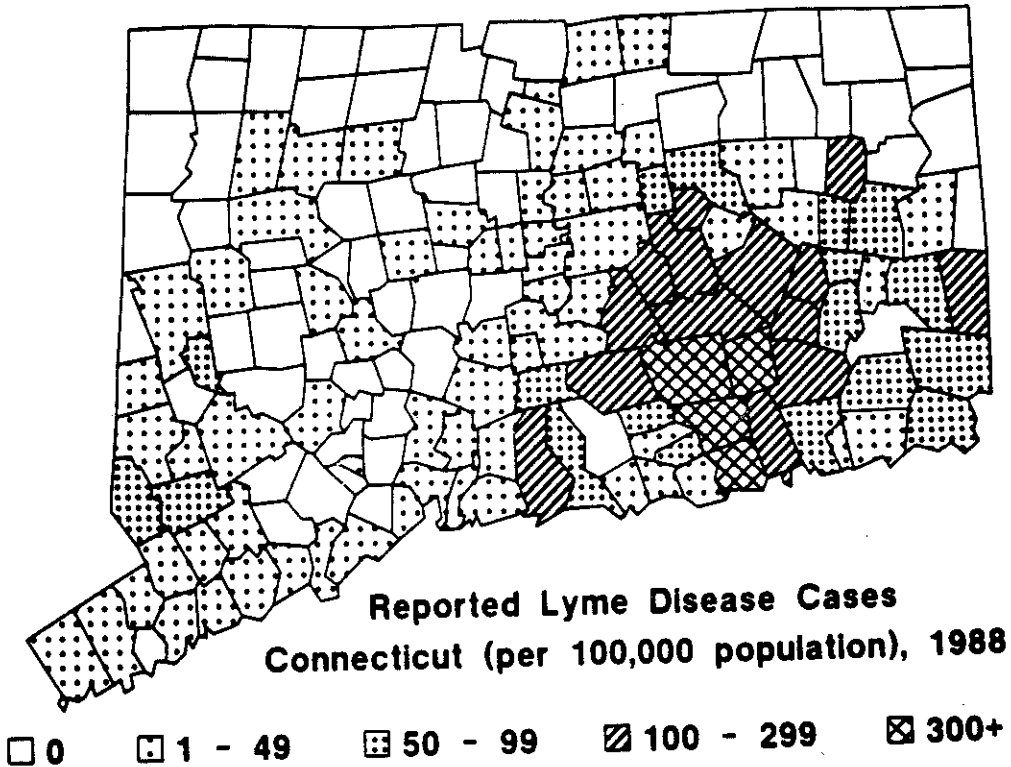 Reported Lyme Disease Cases
Connecticut (per 100,000 population), 1988
0 1 - 49 50 - 99 100 - 299 300+